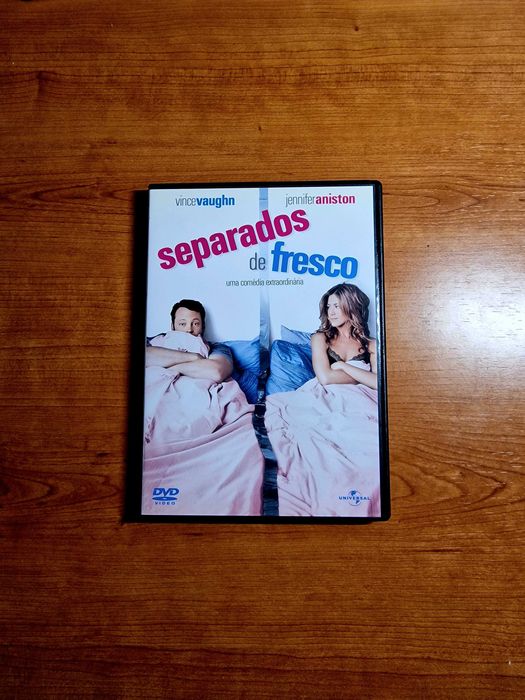 vincevaughn jenniferaniston
separados
de fresco
uma comédia extraordinária
DVD
VIDEO
UNIVERSAL